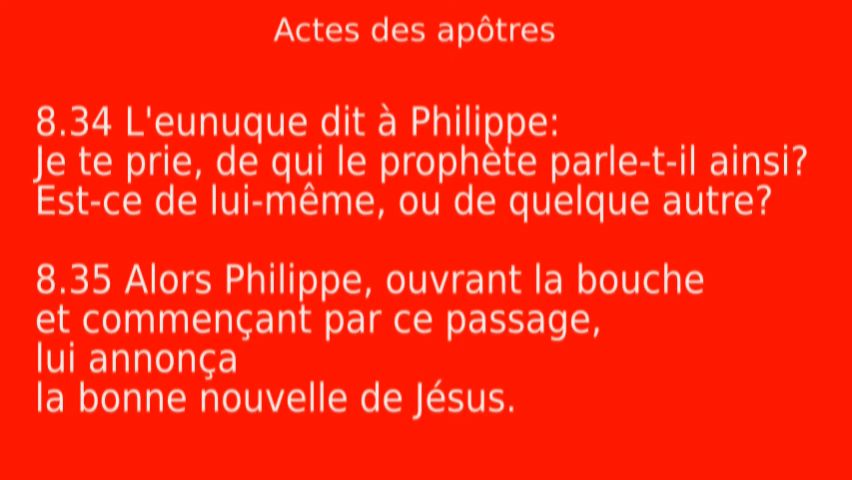 Actes des apôtres
8.34 L'eunuque dit à Philippe:
Je te prie, de qui le prophète parle-t-il ainsi?
Est-ce de lui-même, ou de quelque autre?
8.35 Alors Philippe, ouvrant la bouche
et commençant par ce passage,
lui annonça
la bonne nouvelle de Jésus.